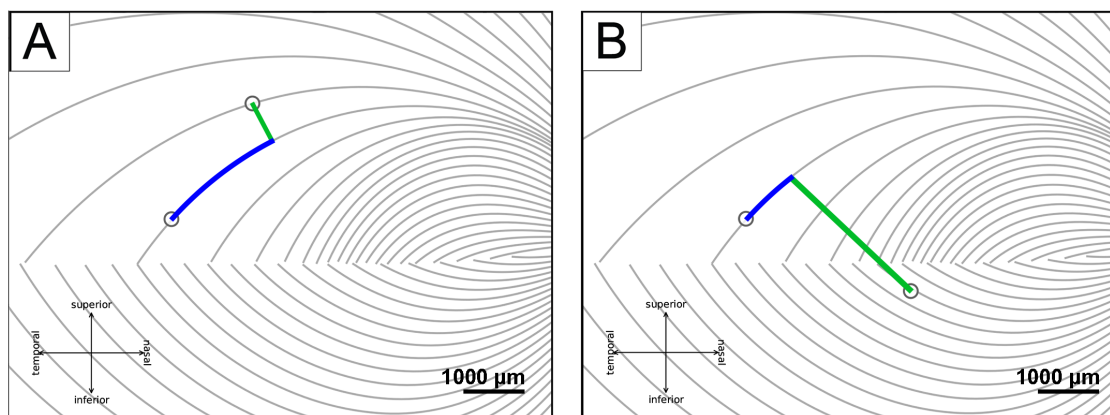 A
superior
temporal
nasal
inferior
1000 µm
B
superior
temporal
nasal
inferior
1000 µm